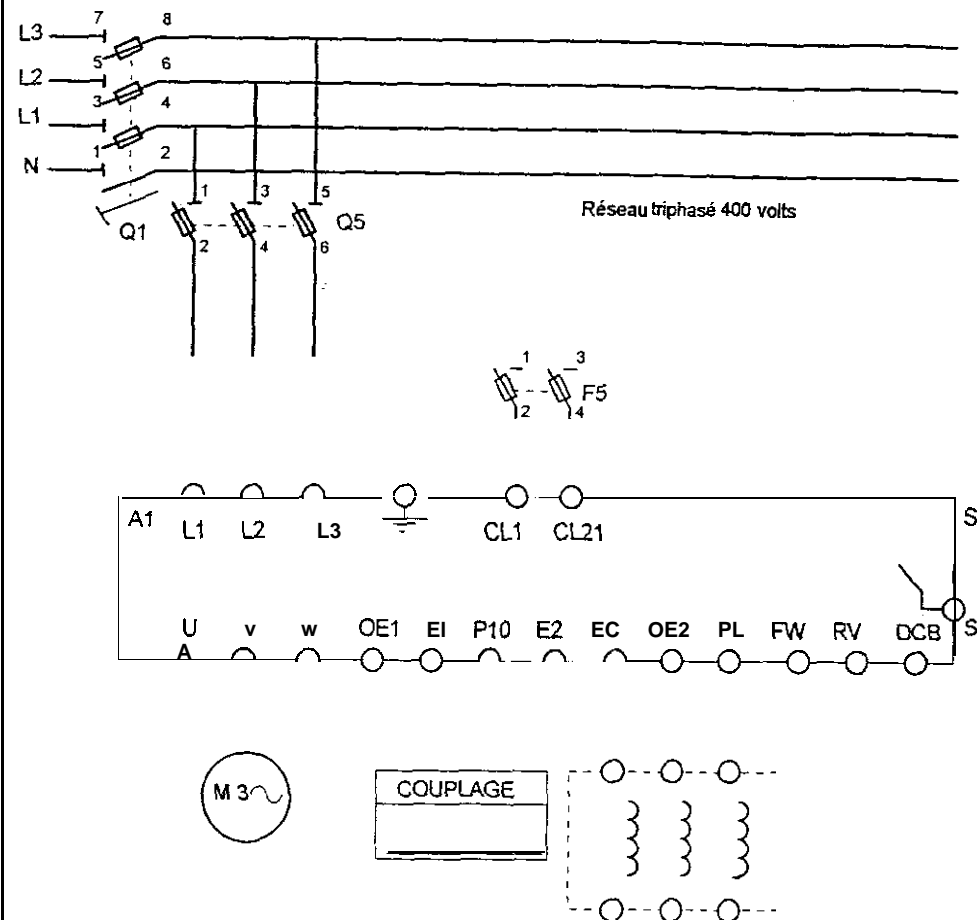 7 8
L3
5 6
L2
3 4
L1
1 2
N
1 3 5
Q1 Q5
2 4 6
Réseau triphasé 400 volts
1 3
F5
2 4
A1 L1 L2 L3 CL1 CL21 S
U v w OE1 EI P10 E2 EC OE2 PL FW RV DCB S
A
M 3
COUPLAGE